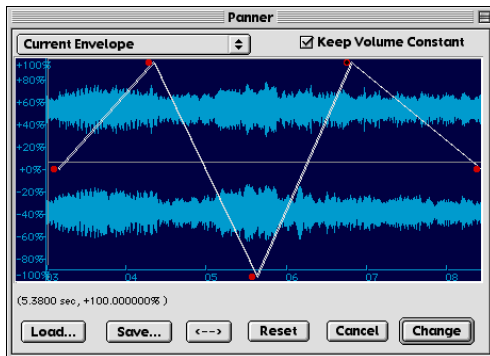 Panner
Current Envelope
Keep Volume Constant
+100%
+80%
+60%
+40%
+20%
+0%
-20%
-40%
-60%
-80%
-100%
03 04 05 06 07 08
(5.3800 sec, +100.000000% )
Load... Save... <--> Reset Cancel Change